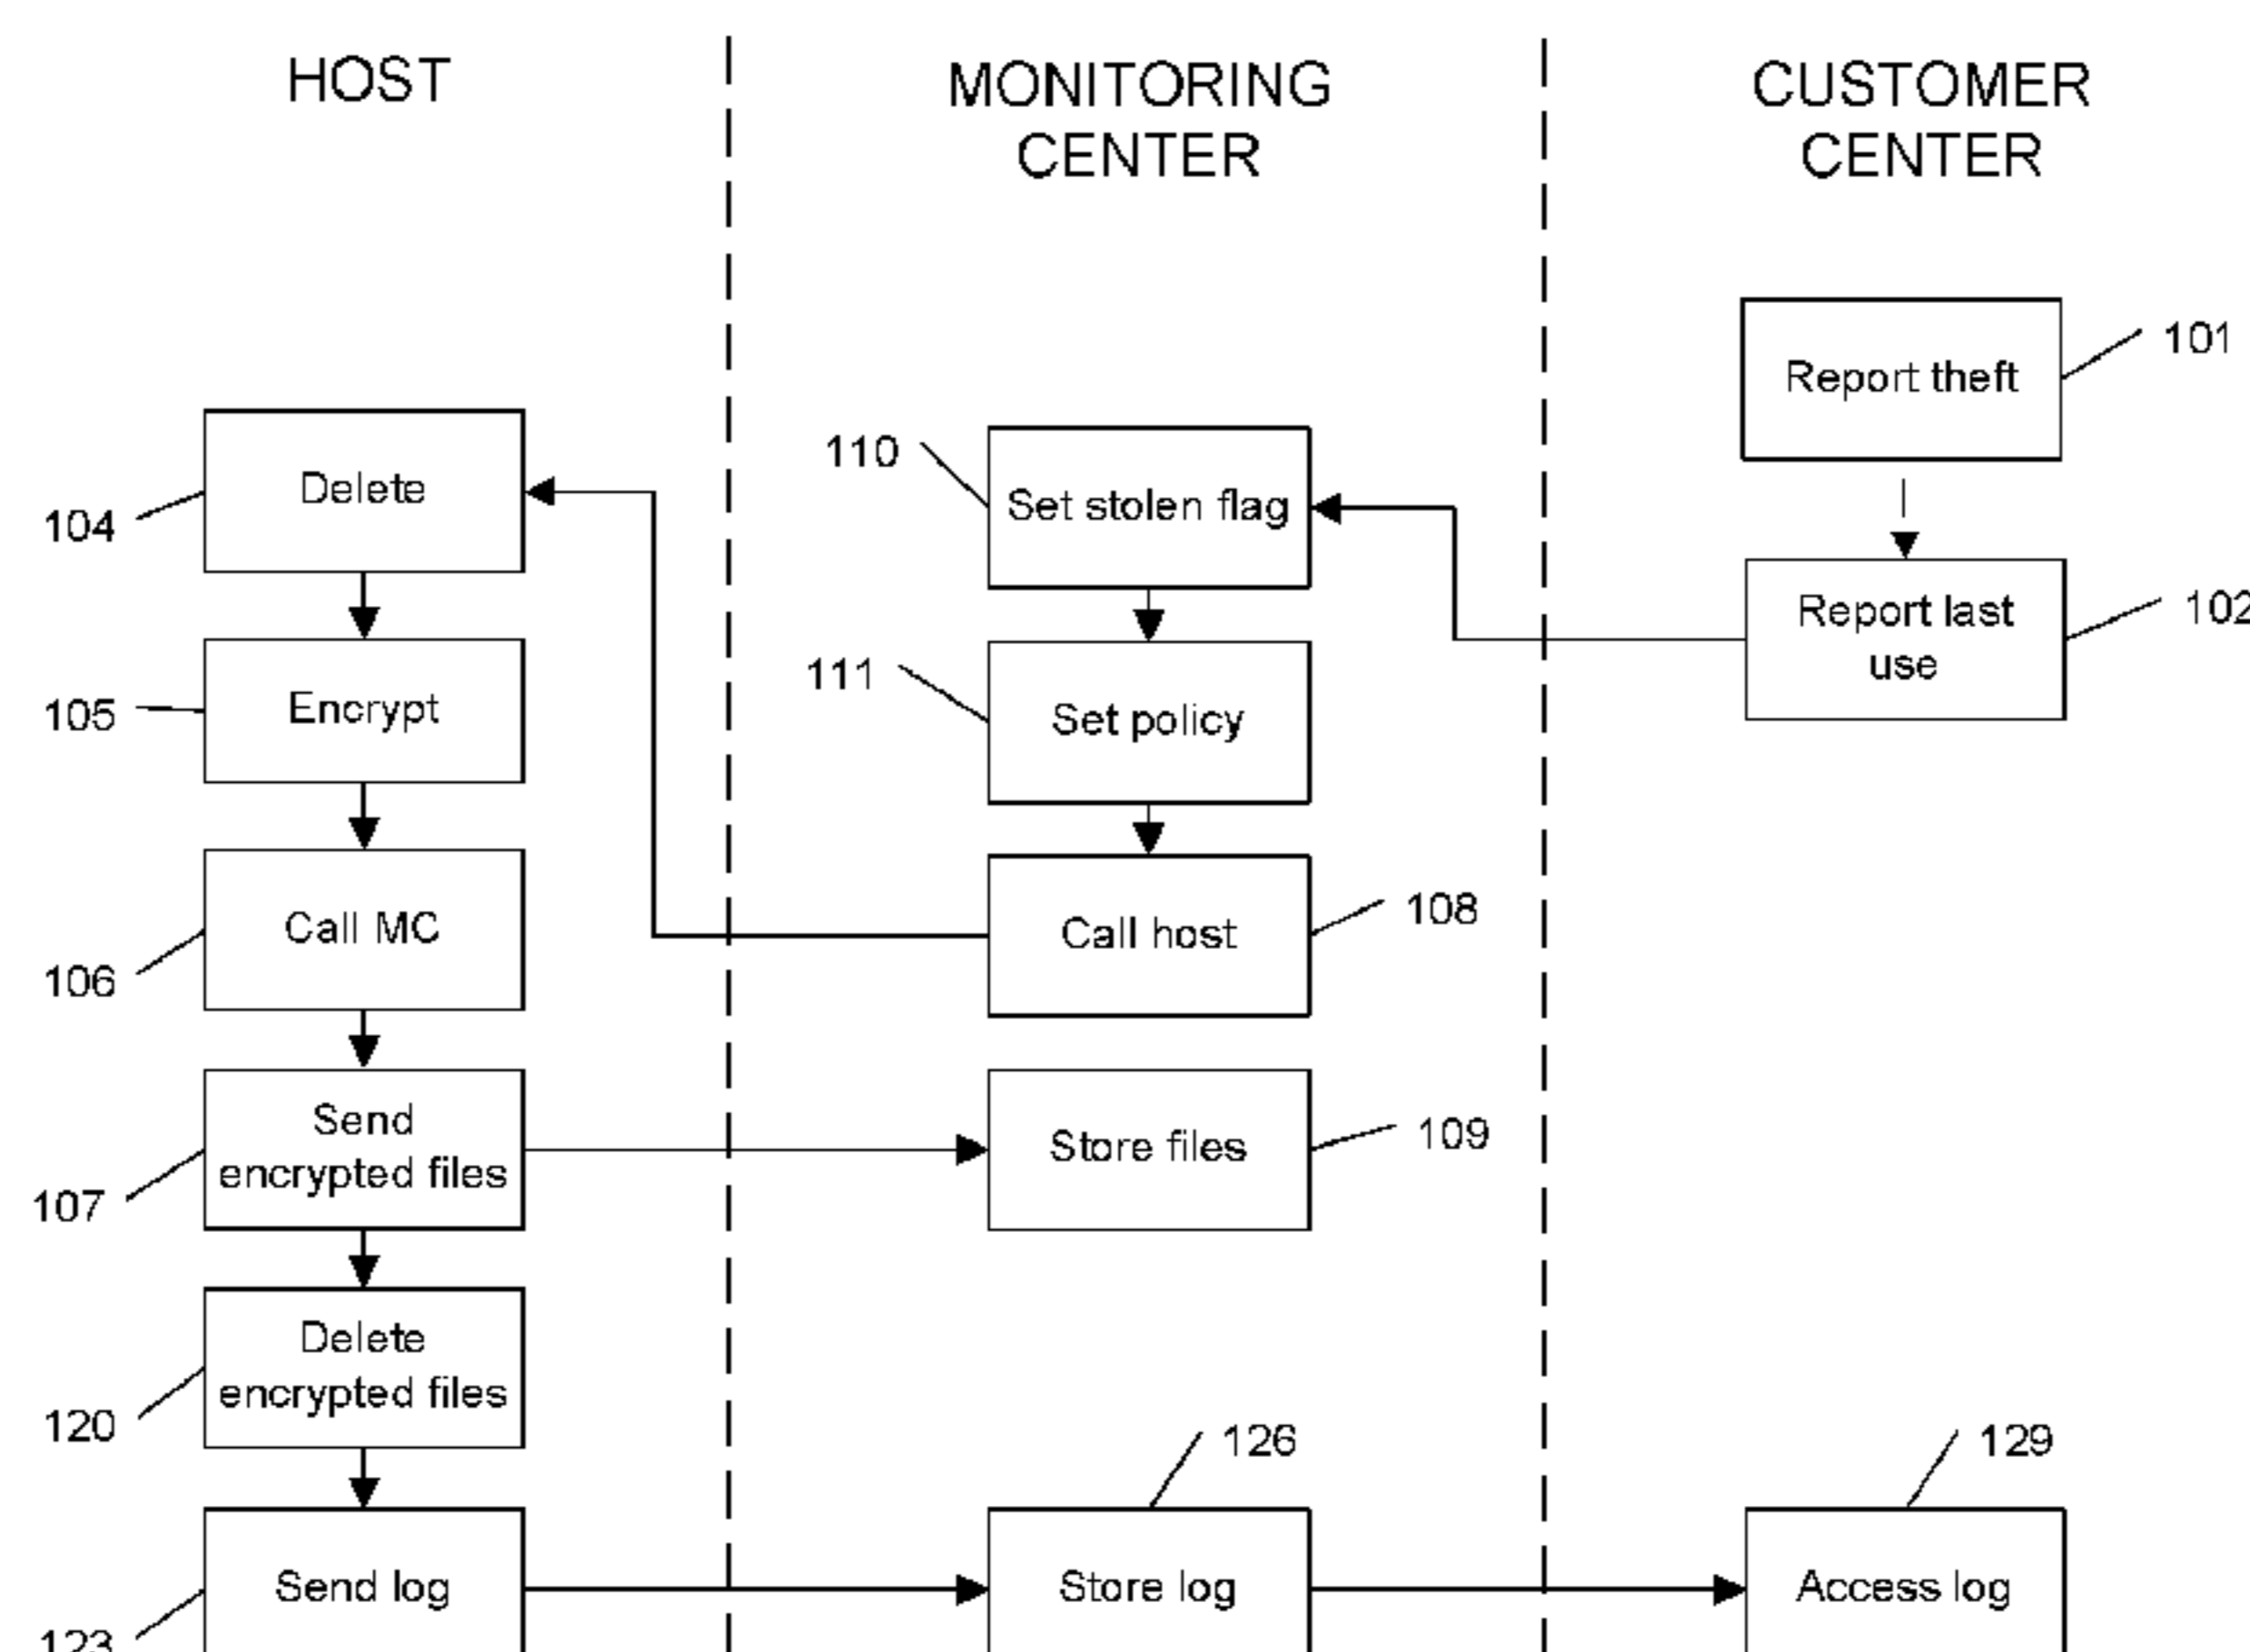 HOST
MONITORING
CENTER
CUSTOMER
CENTER
Report theft
101
110
Set stolen flag
Delete
104
Report last
use
102
111
Set policy
Encrypt
105
Call MC
106
Call host
108
Send
encrypted files
107
Store files
109
Delete
encrypted files
120
126
129
Send log
123
Store log
Access log